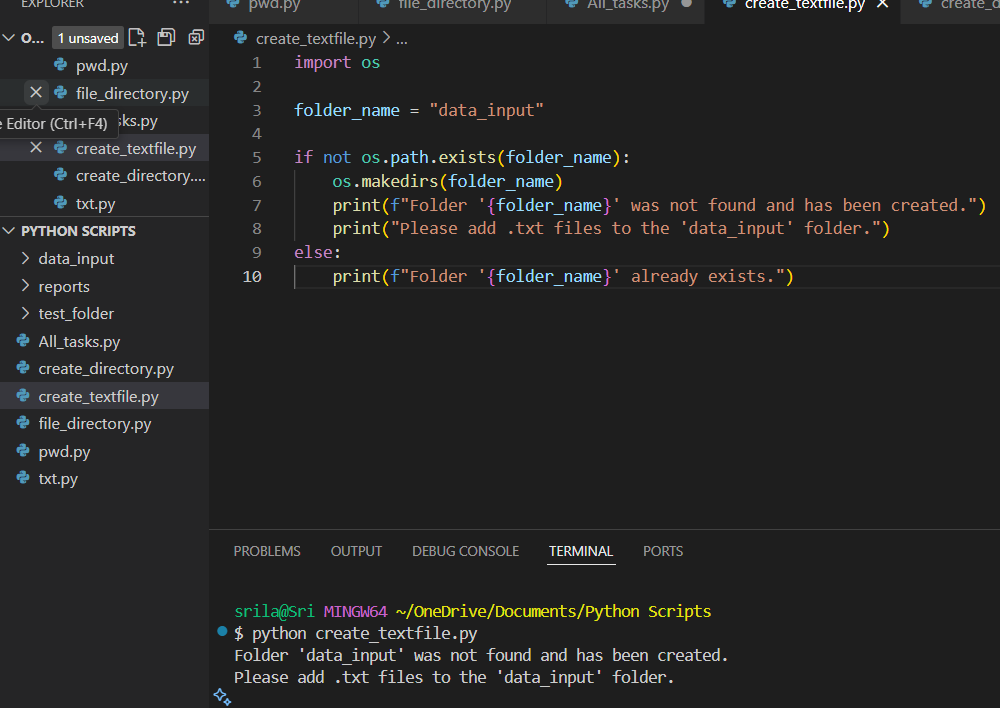 EXPLORER ...
O... 1 unsaved
pwd.py
file_directory.py
e Editor (Ctrl+F4) sks.py
create_textfile.py
create_directory....
txt.py
PYTHON SCRIPTS
data_input
reports
test_folder
All_tasks.py
create_directory.py
create_textfile.py
file_directory.py
pwd.py
txt.py
pwd.py file_directory.py All_tasks.py create_textfile.py create_d
create_textfile.py > ...
1 import os
2
3 folder_name = "data_input"
4
5 if not os.path.exists(folder_name):
6 os.makedirs(folder_name)
7 print(f"Folder '{folder_name}' was not found and has been created.")
8 print("Please add .txt files to the 'data_input' folder.")
9 else:
10 print(f"Folder '{folder_name}' already exists.")
PROBLEMS OUTPUT DEBUG CONSOLE TERMINAL PORTS
srila@Sri MINGW64 ~/OneDrive/Documents/Python Scripts
$ python create_textfile.py
Folder 'data_input' was not found and has been created.
Please add .txt files to the 'data_input' folder.